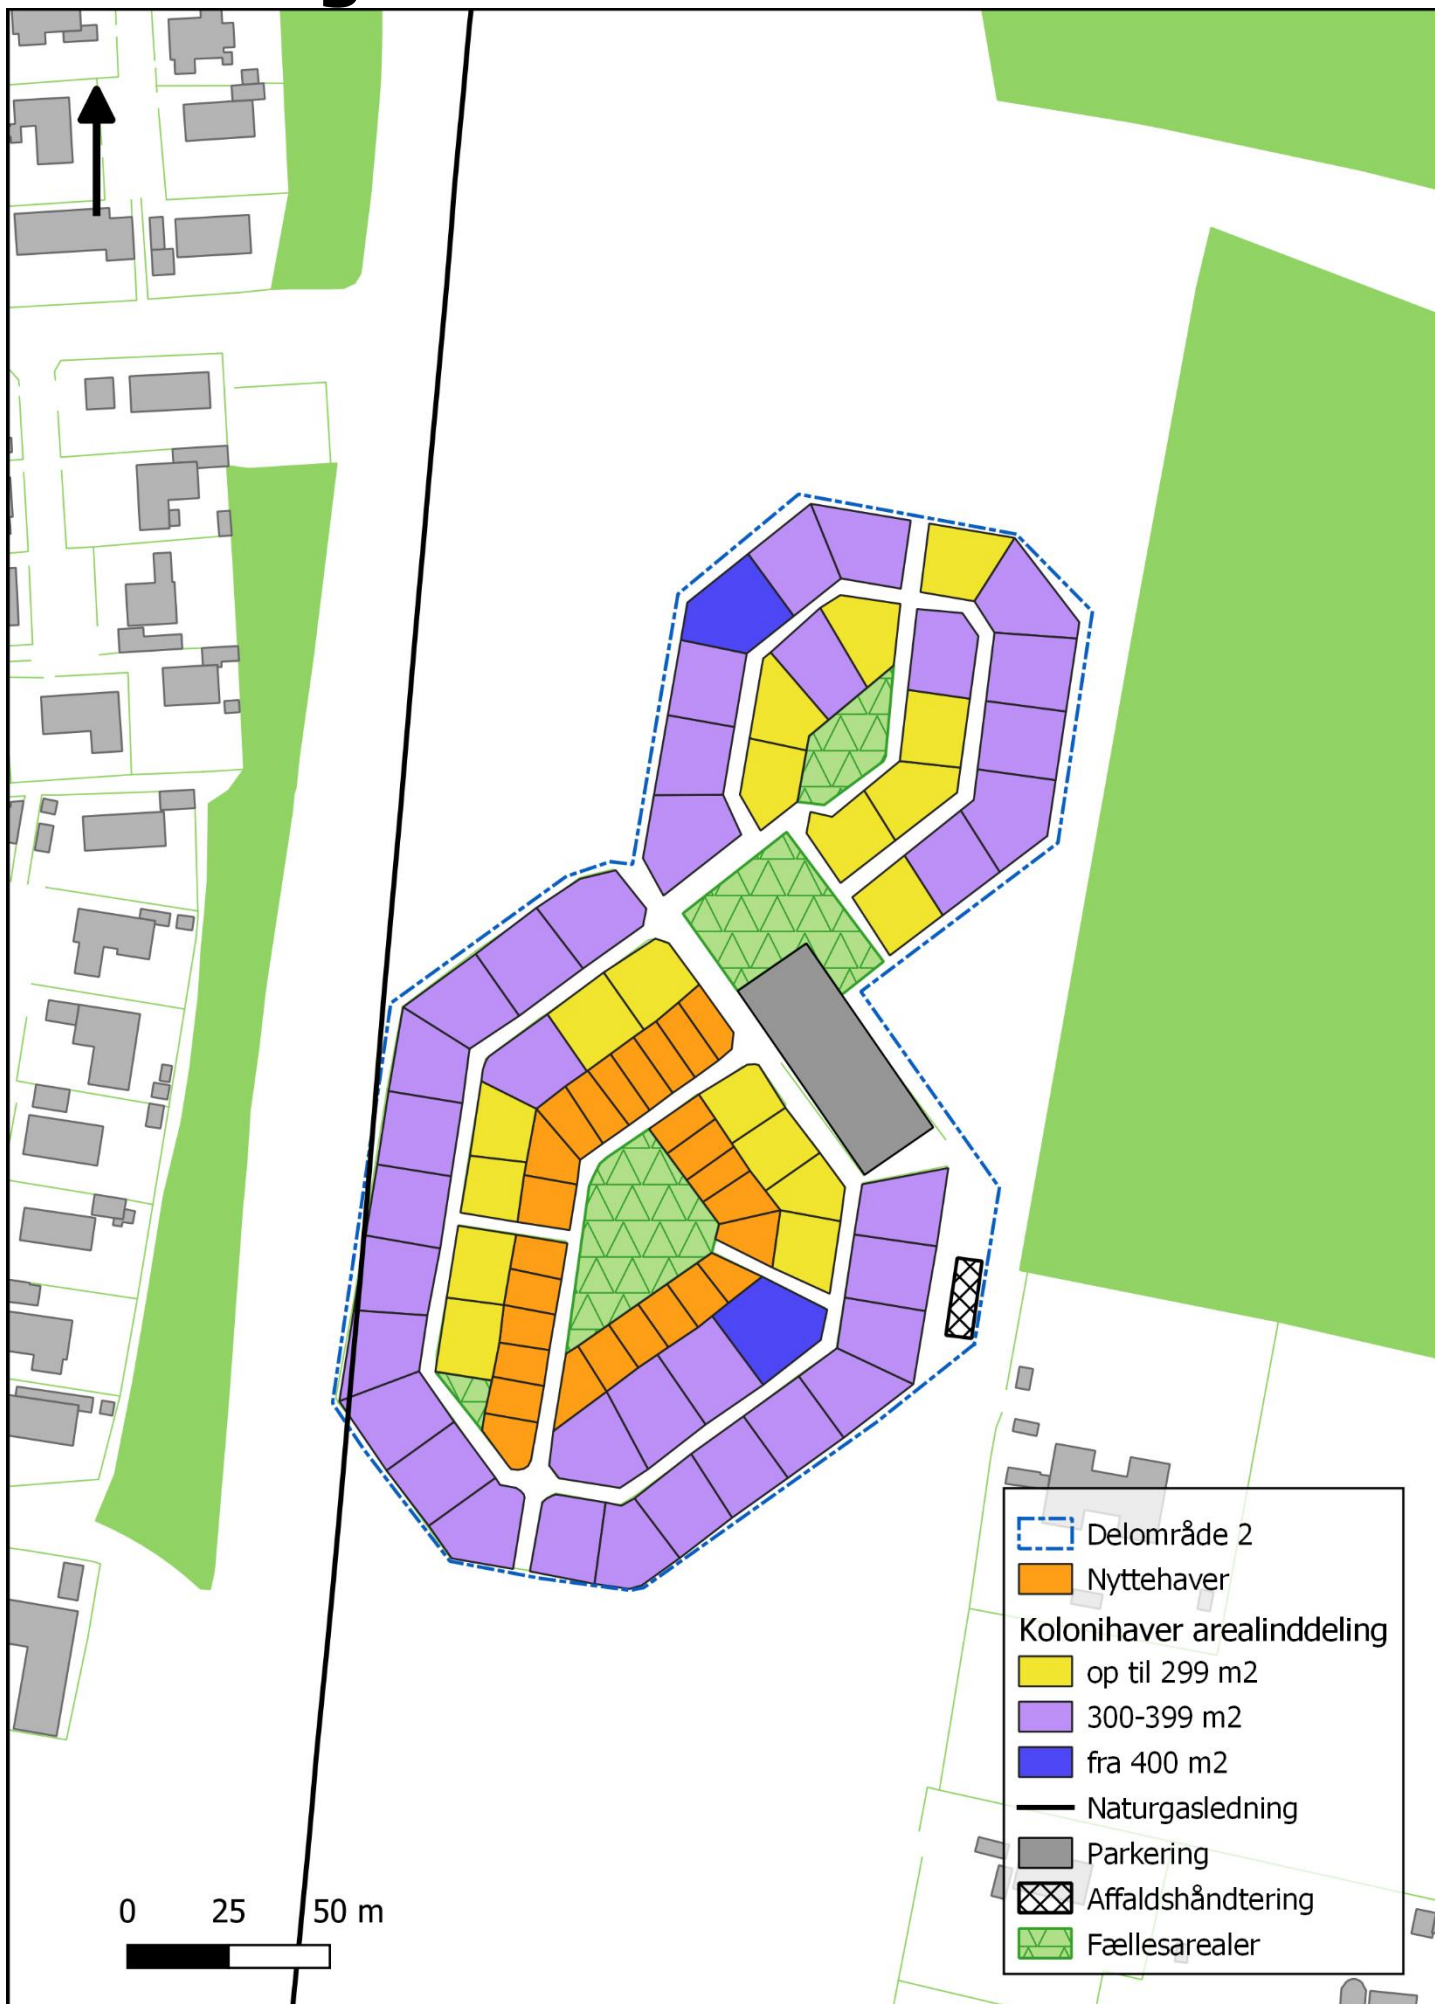 Delområde 2
Nyttehaver
Kolonihaver arealinddeling
op til 299 m2
300-399 m2
fra 400 m2
Naturgasledning
Parkering
Affaldshåndtering
Fællesarealer
0 25 50 m